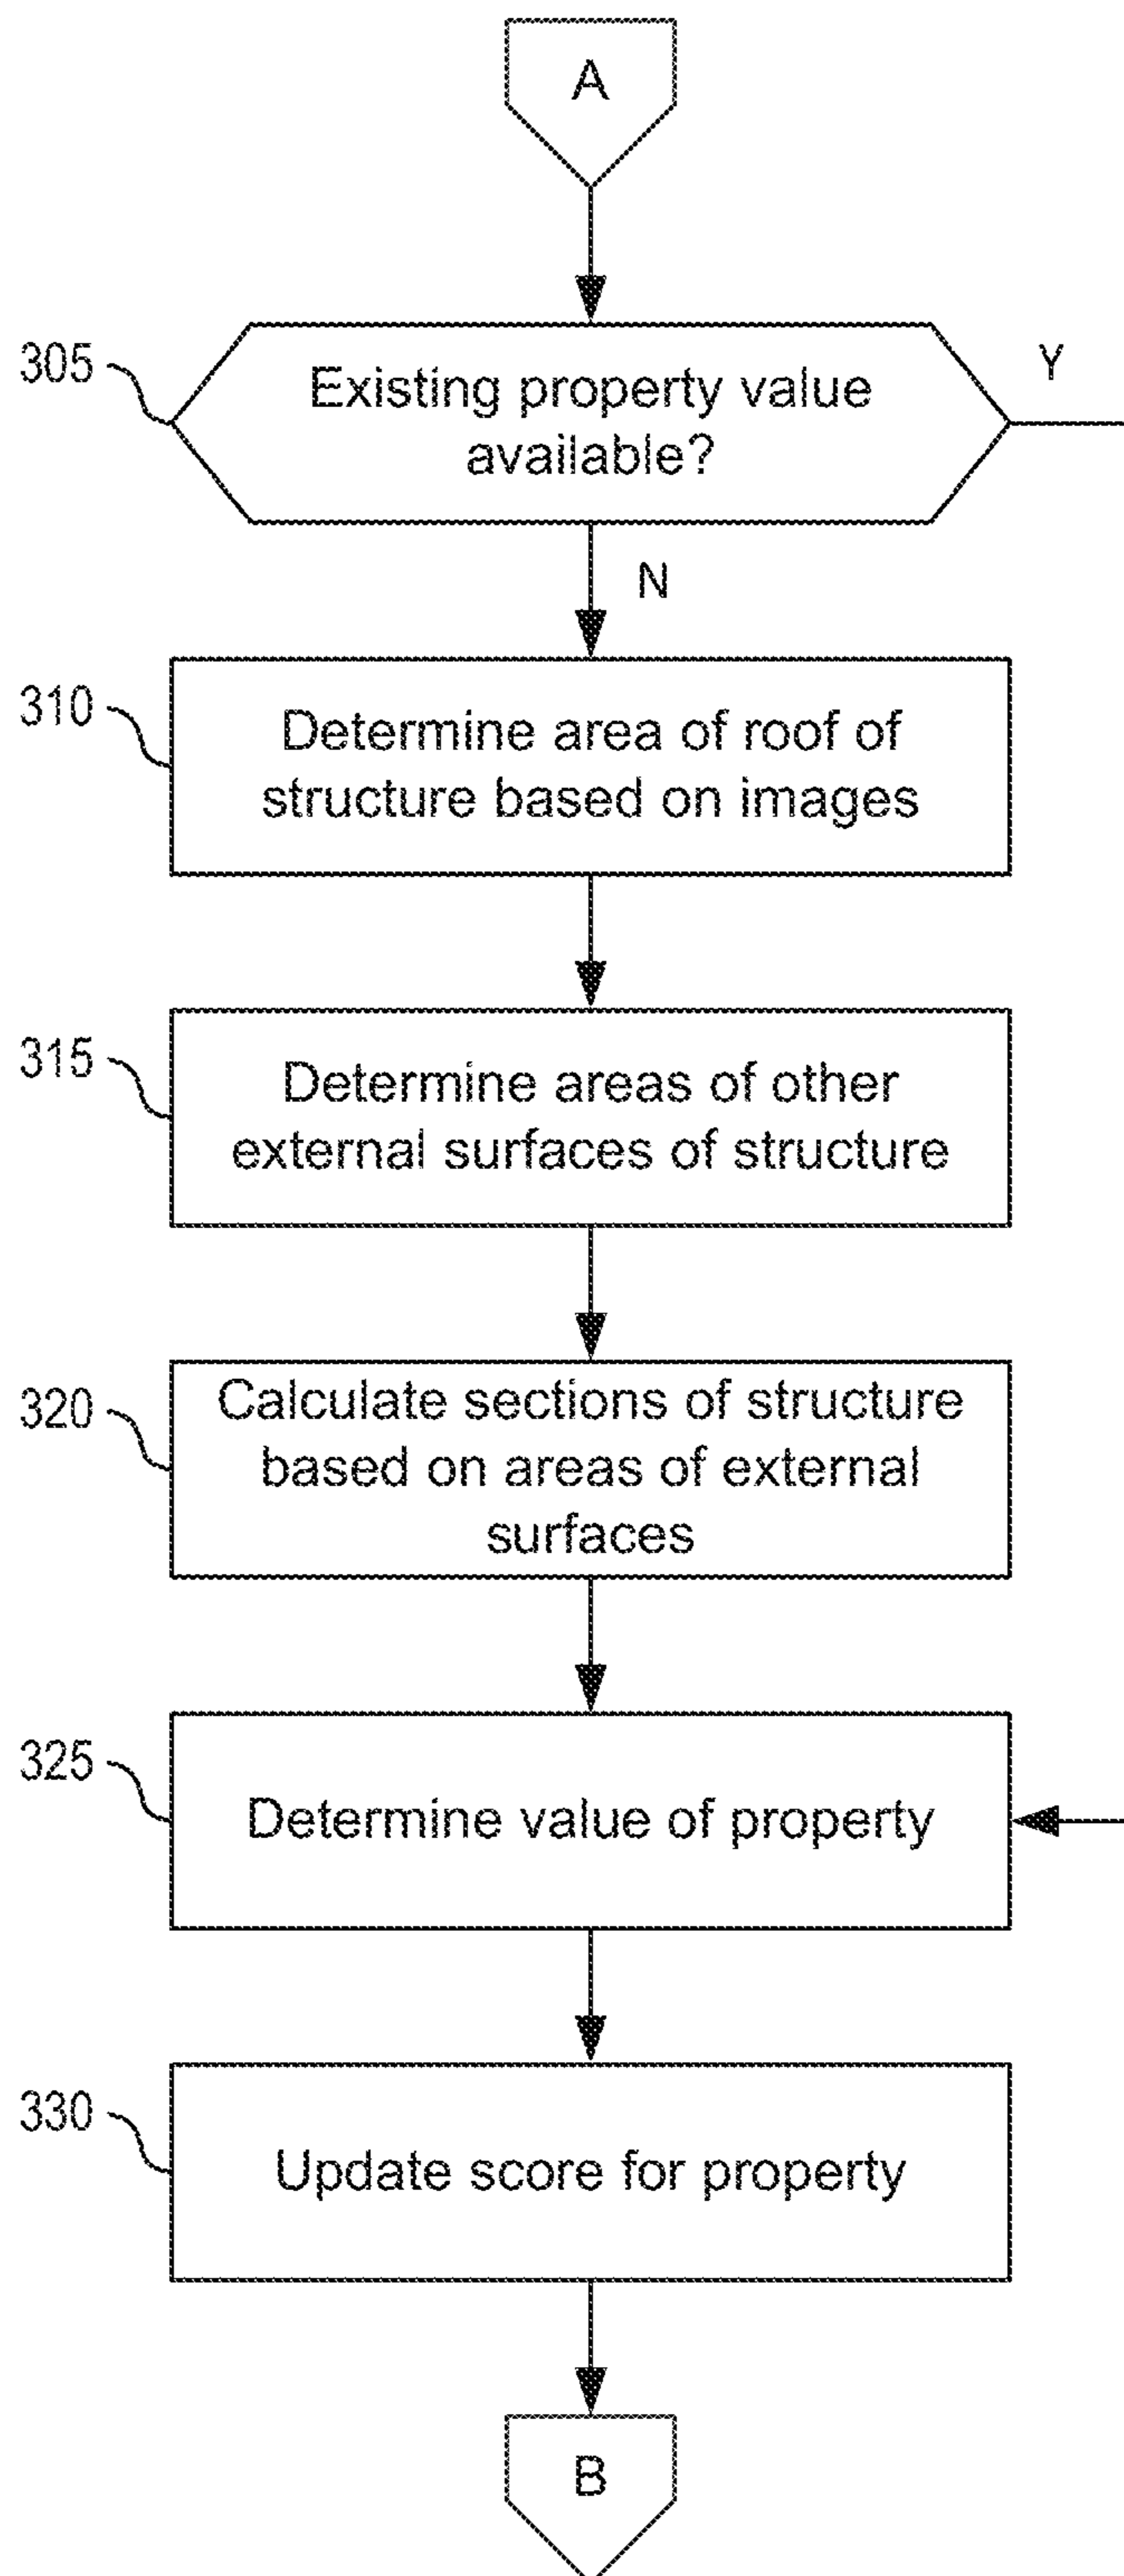 A
305
Existing property value
available?
Y
N
310
Determine area of roof of
structure based on images
315
Determine areas of other
external surfaces of structure
320
Calculate sections of structure
based on areas of external
surfaces
325
Determine value of property
330
Update score for property
B